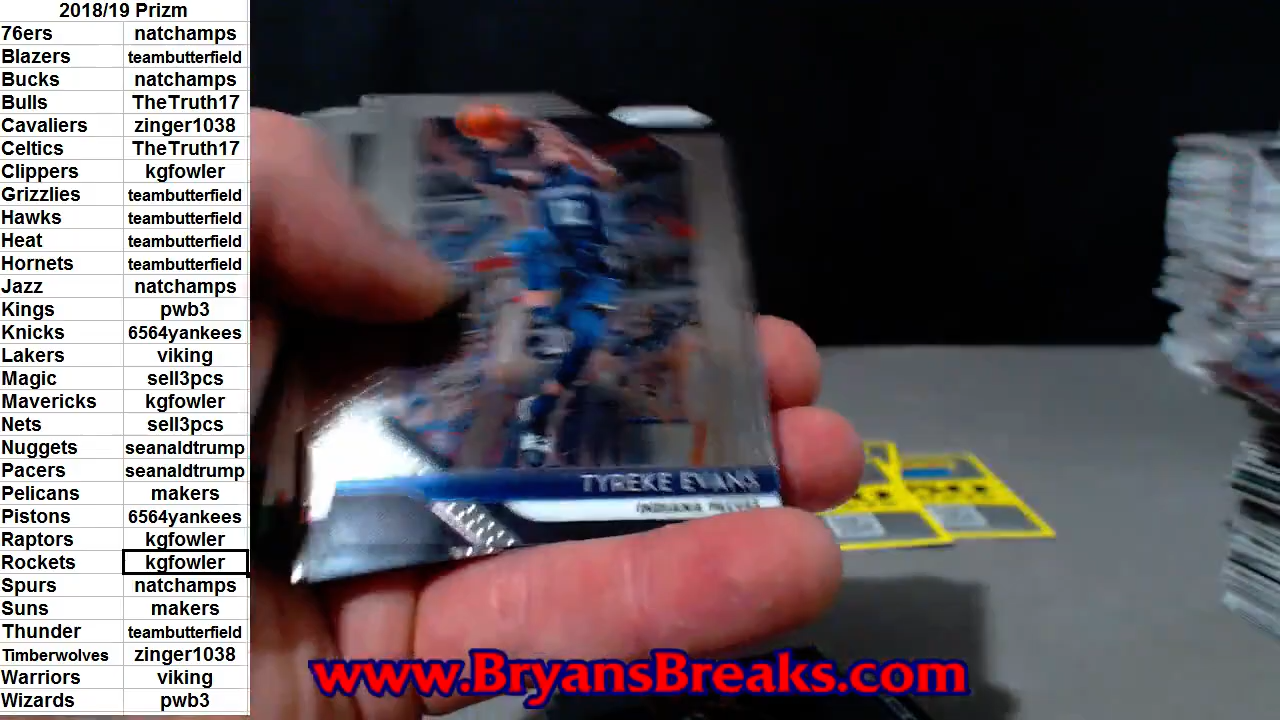 2018/19 Prizm
76ers natchamps
Blazers teambutterfield
Bucks natchamps
Bulls TheTruth17
Cavaliers zinger1038
Celtics TheTruth17
Clippers kgfowler
Grizzlies teambutterfield
Hawks teambutterfield
Heat teambutterfield
Hornets teambutterfield
Jazz natchamps
Kings pwb3
Knicks 6564yankees
Lakers viking
Magic sell3pcs
Mavericks kgfowler
Nets sell3pcs
Nuggets seanaldtrump
Pacers seanaldtrump
Pelicans makers
Pistons 6564yankees
Raptors kgfowler
Rockets kgfowler
Spurs natchamps
Suns makers
Thunder teambutterfield
Timberwolves zinger1038
Warriors viking
Wizards pwb3
TYREKE EVANS
INDIANA PACERS
www.BryansBreaks.com